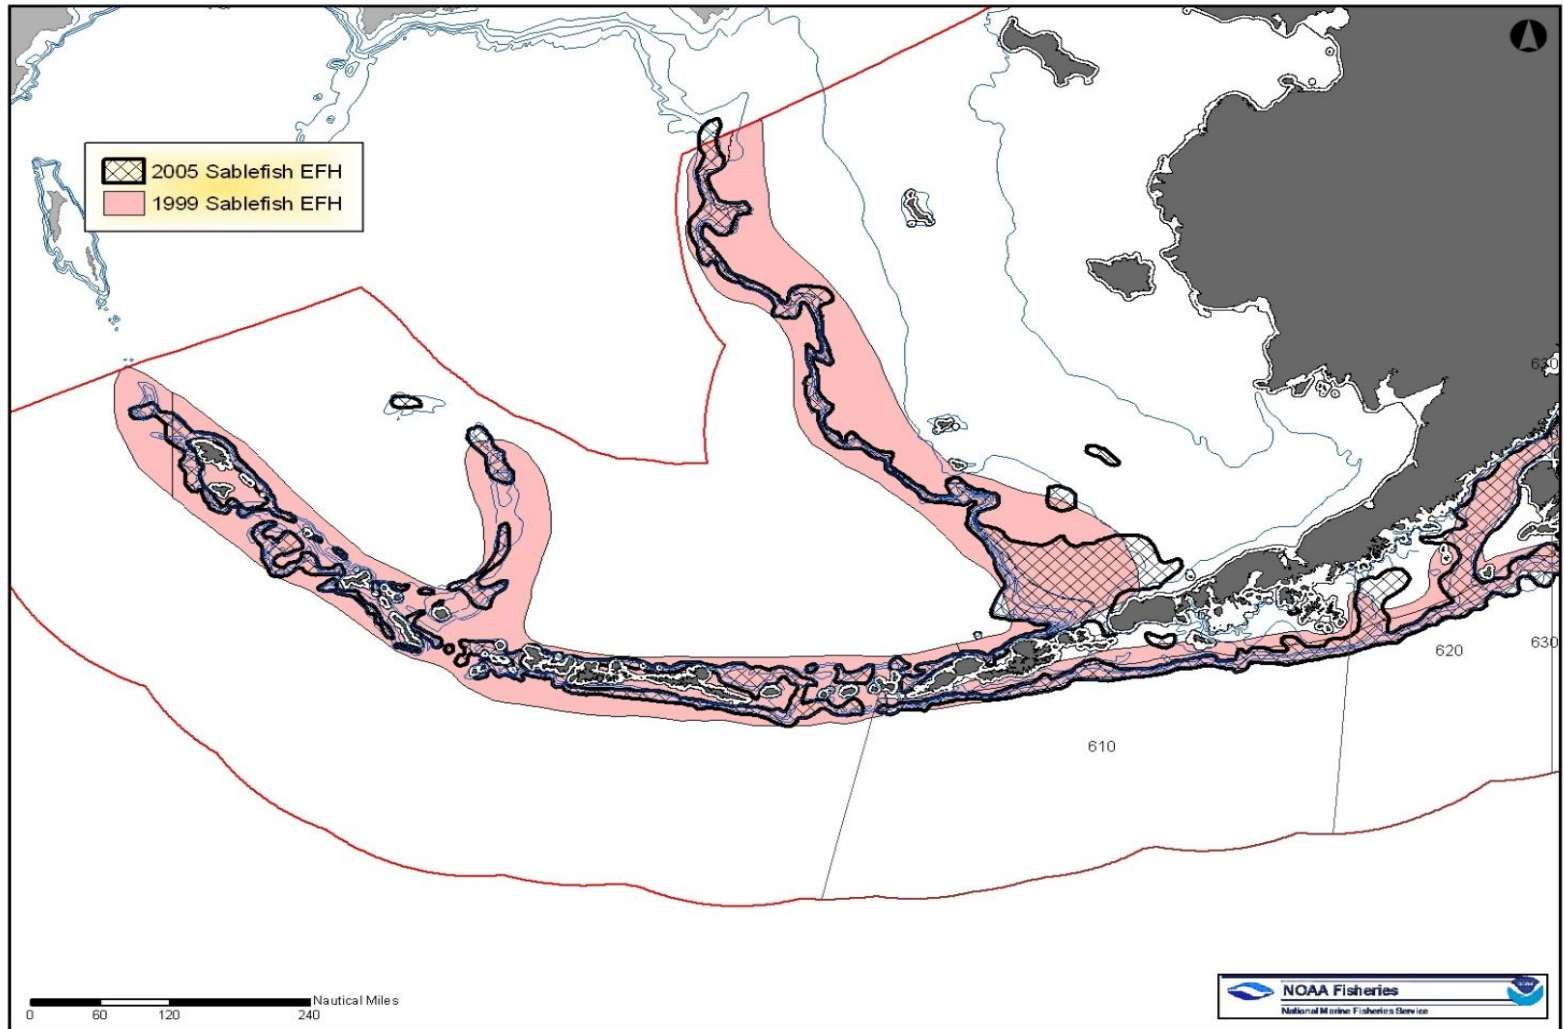 2005 Sablefish EFH
1999 Sablefish EFH
630
620
630
610
Nautical Miles
0 60 120 240
NOAA Fisheries
National Marine Fisheries Service